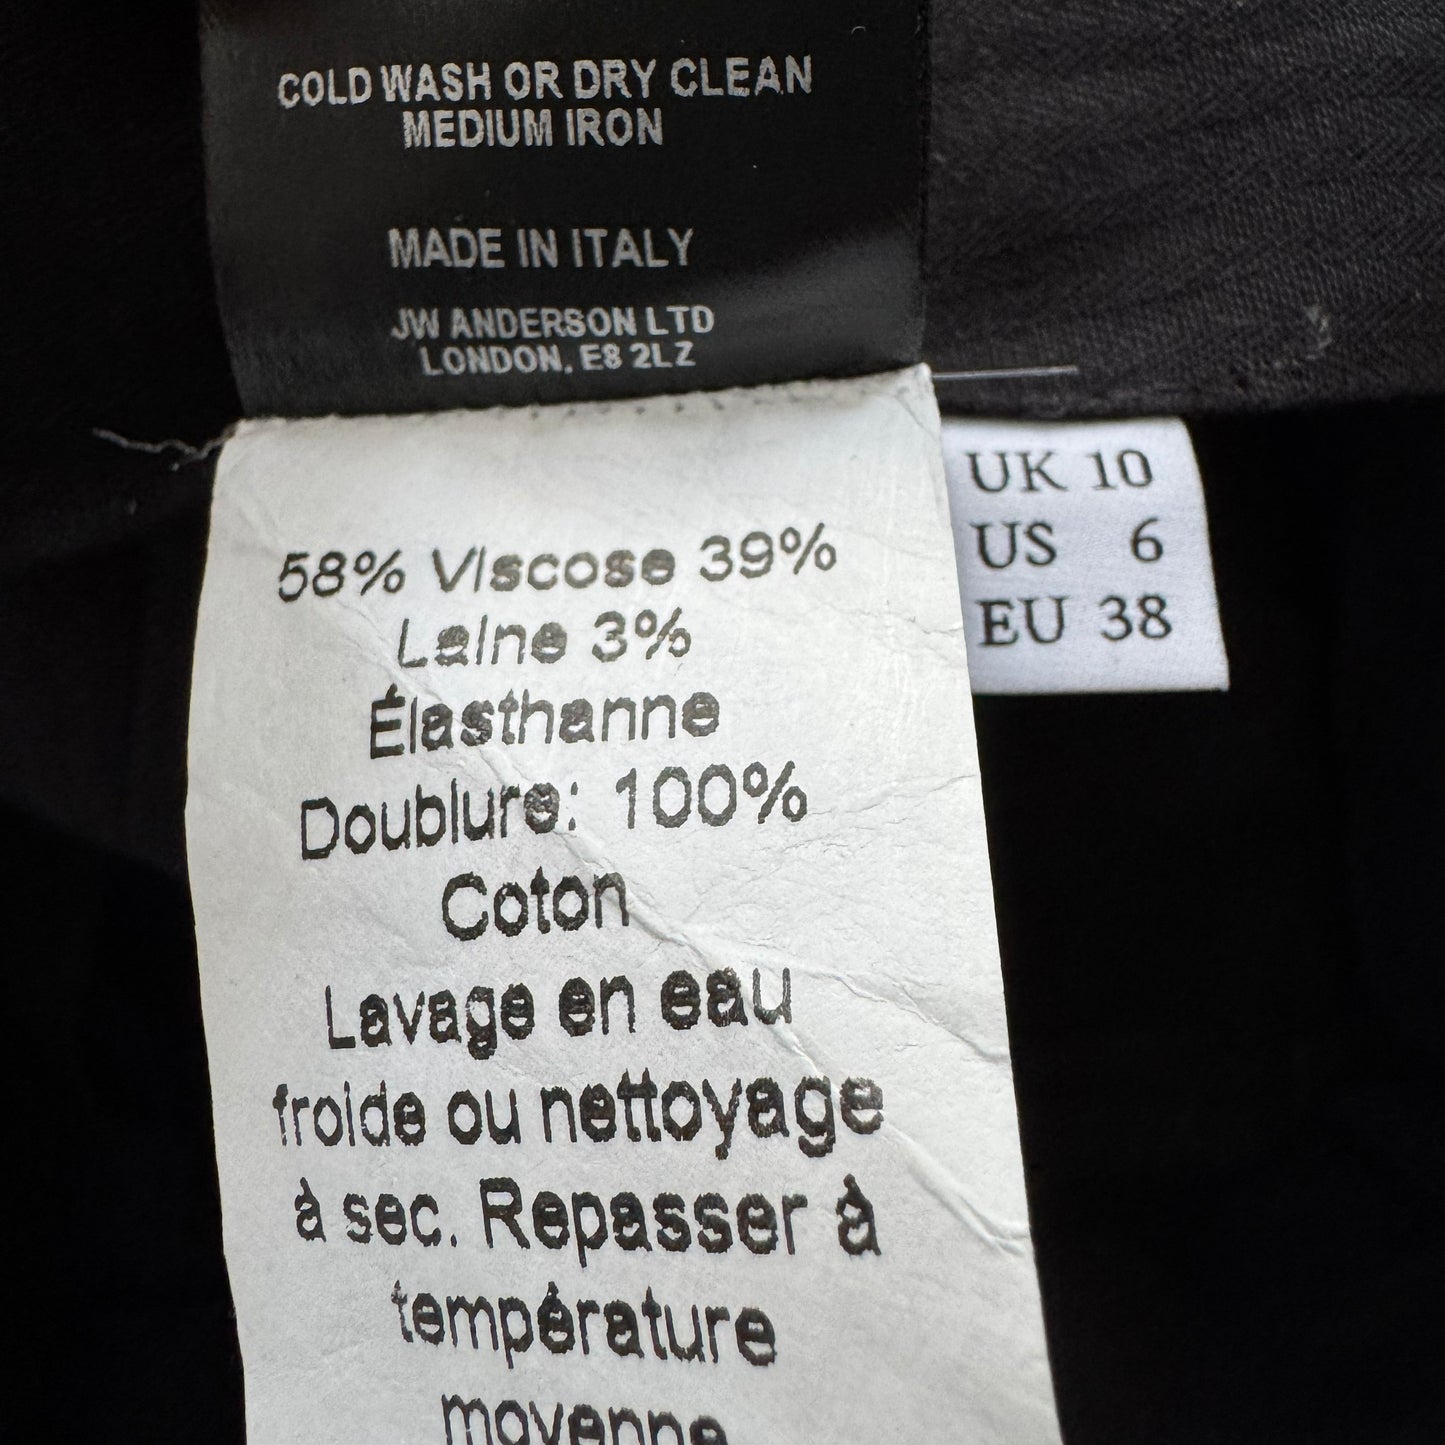 COLD WASH OR DRY CLEAN
MEDIUM IRON
MADE IN ITALY
JW ANDERSON LTD
LONDON, E8 2LZ
UK 10
US 6
EU 38
58% Viscose 39%
Laine 3%
Élasthanne
Doublure: 100%
Coton
Lavage en eau
froide ou nettoyage
à sec. Repasser à
température
moyenne